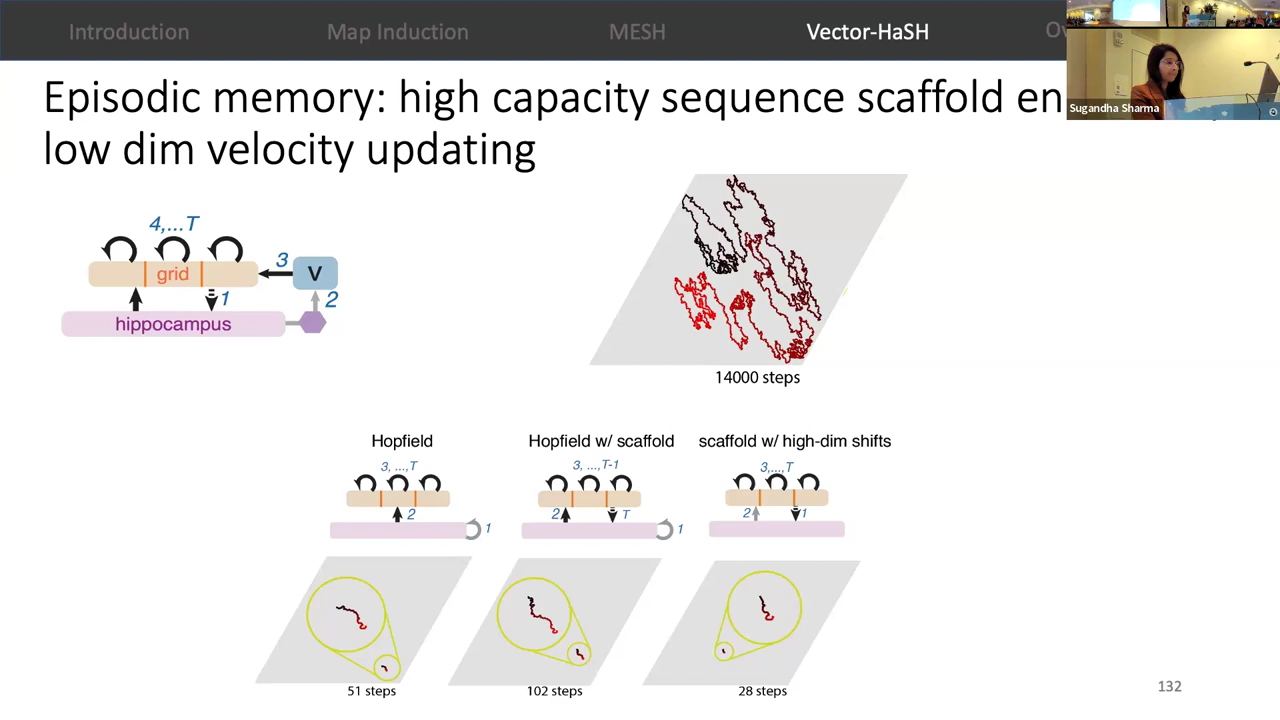 Introduction
Map Induction
MESH
Vector-HaSH
Sugandha Sharma
Episodic memory: high capacity sequence scaffold
low dim velocity updating
4,...T
grid
3
V
1
2
hippocampus
14000 steps
Hopfield
Hopfield w/ scaffold
scaffold w/ high-dim shifts
3, ...,T
3, ...,T-1
3,...,T
2
1
2
T
1
2
1
51 steps
102 steps
28 steps
132